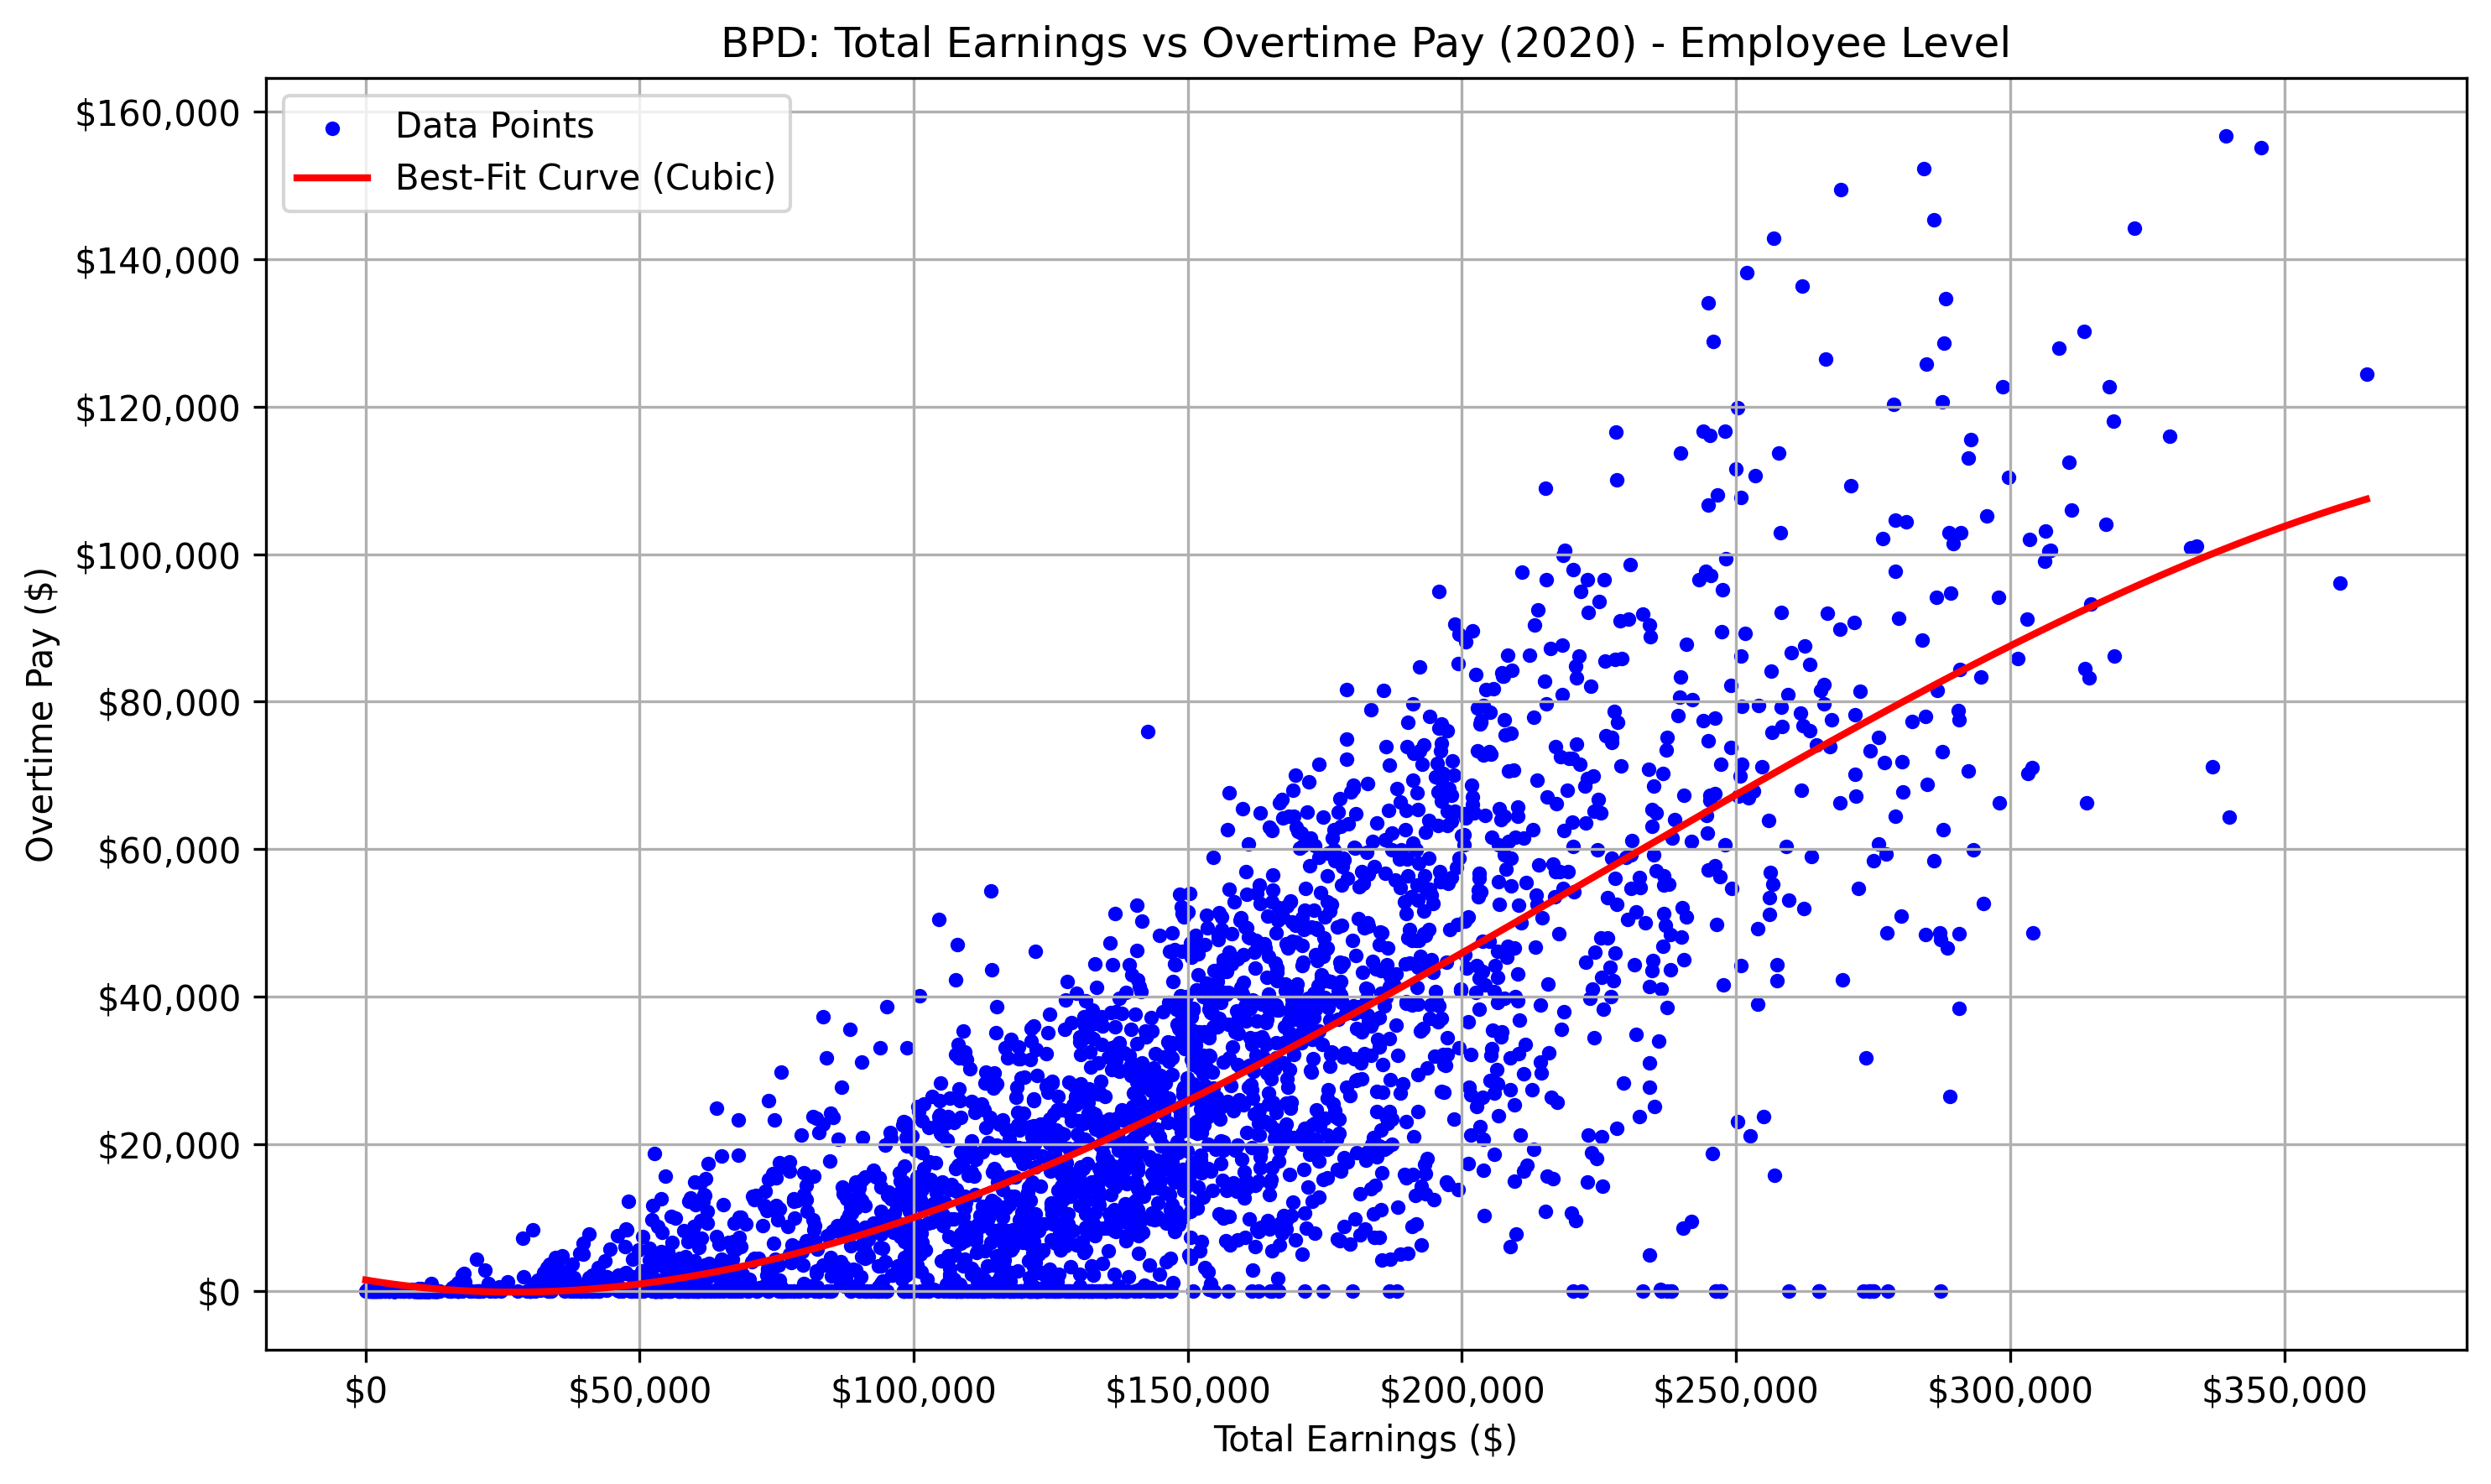 BPD: Total Earnings vs Overtime Pay (2020) - Employee Level
Data Points
Best-Fit Curve (Cubic)
Overtime Pay ($)
$160,000
$140,000
$120,000
$100,000
$80,000
$60,000
$40,000
$20,000
$0
$0 $50,000 $100,000 $150,000 $200,000 $250,000 $300,000 $350,000
Total Earnings ($)